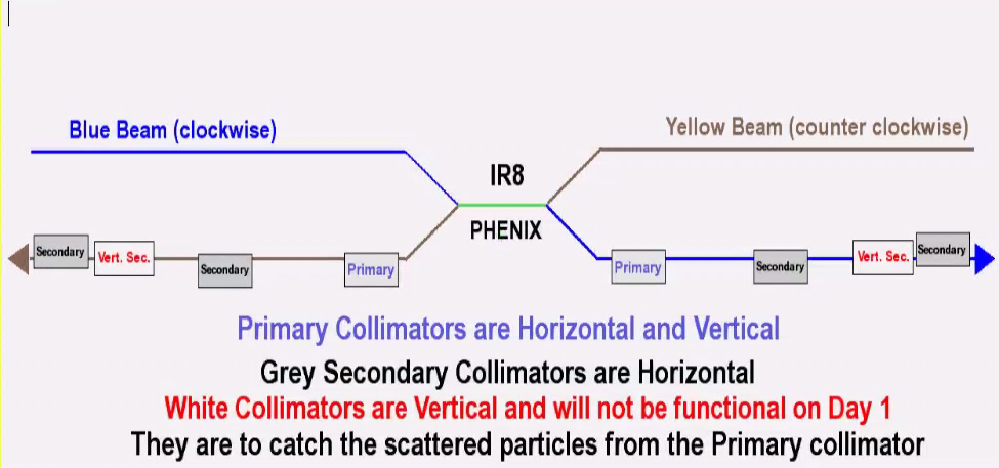 Blue Beam (clockwise)
Yellow Beam (counter clockwise)
IR8
PHENIX
Secondary
Vert. Sec.
Secondary
Primary
Primary
Secondary
Vert. Sec.
Secondary
Primary Collimators are Horizontal and Vertical
Grey Secondary Collimators are Horizontal
White Collimators are Vertical and will not be functional on Day 1
They are to catch the scattered particles from the Primary collimator